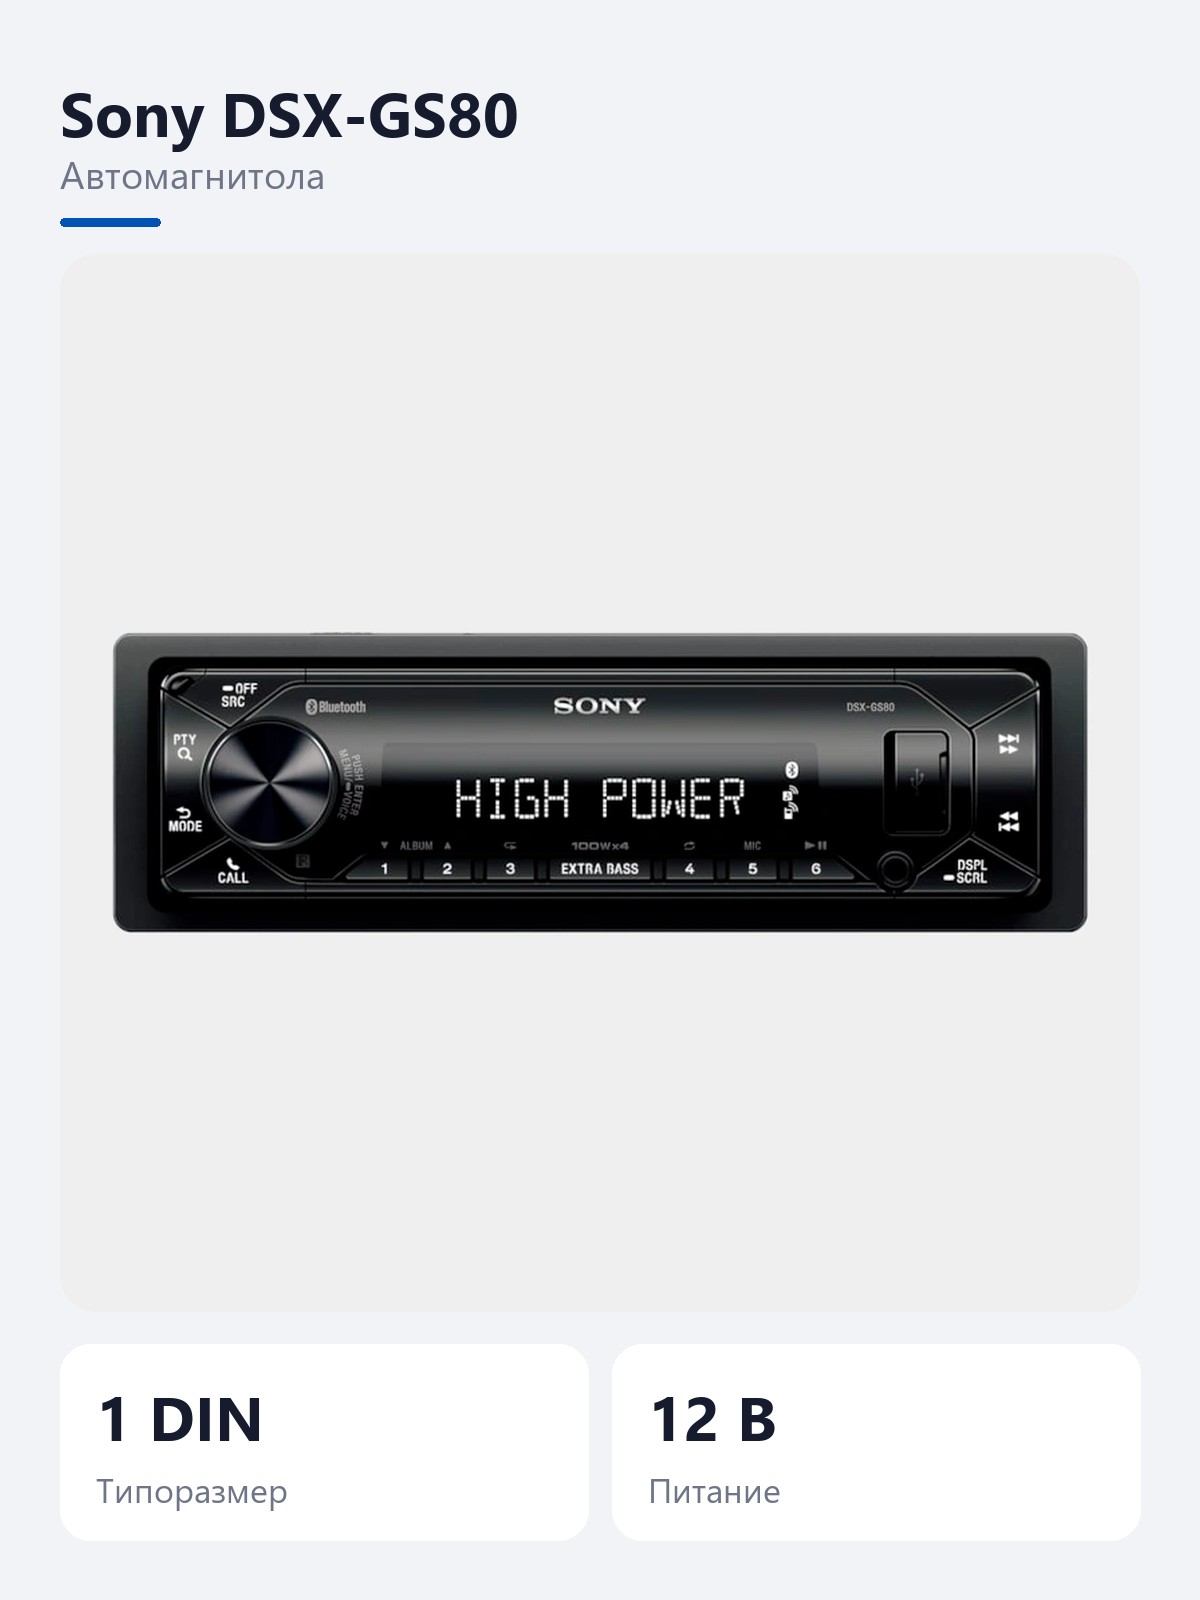 Sony DSX-GS80
Автомагнитола
OFF
SRC
Bluetooth
SONY
DSX-GS80
PTY
PUSH ENTER
MENU/ VOICE
HIGH POWER
MODE
ALBUM
100Wx4
MIC
CALL
1 2 3 EXTRA BASS 4 5 6
DSPL
SCRL
1 DIN
Типоразмер
12 В
Питание